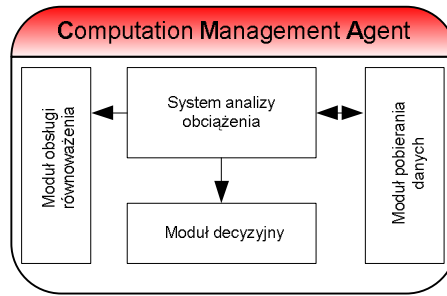 Computation Management Agent
Moduł obsługi
równoważenia
System analizy
obciążenia
Moduł decyzyjny
Moduł pobierania
danych